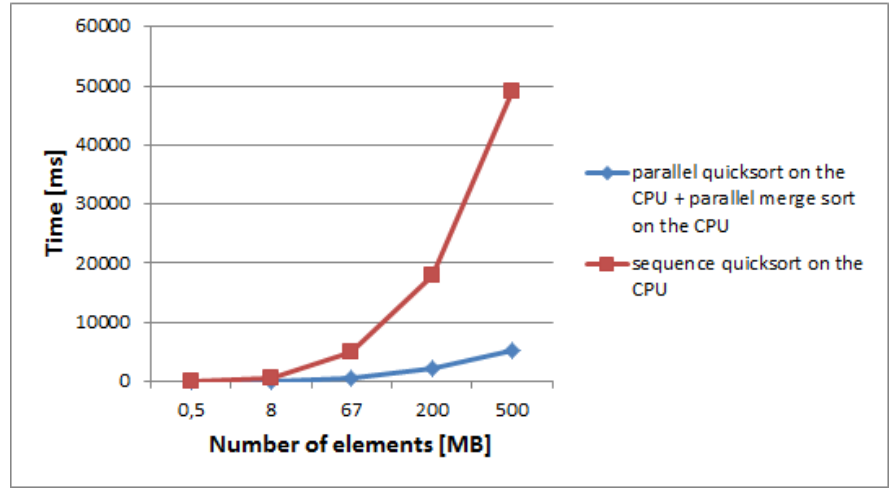 60000
50000
40000
30000
20000
10000
0
Time [ms]
0,5 8 67 200 500
Number of elements [MB]
parallel quicksort on the
CPU + parallel merge sort
on the CPU
sequence quicksort on the
CPU